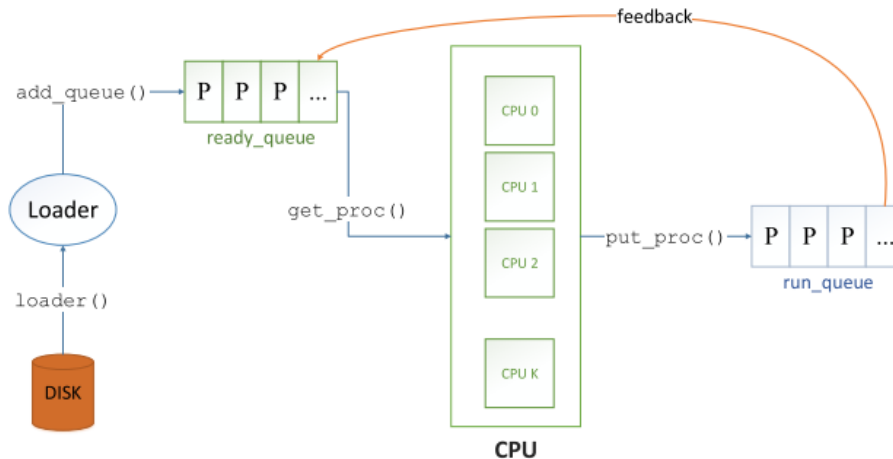 feedback
add_queue()
P P P ...
ready_queue
CPU 0
CPU 1
CPU 2
CPU K
CPU
Loader
get_proc()
put_proc()
P P P ...
run_queue
loader()
DISK